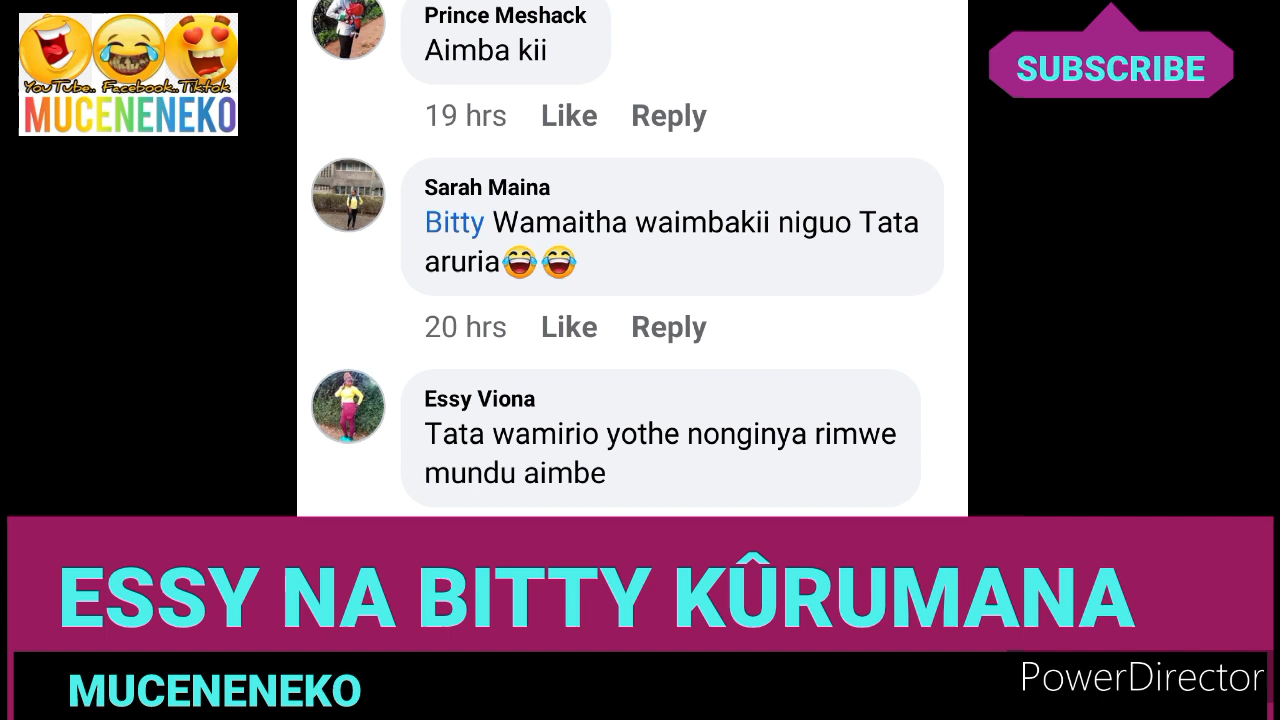 Prince Meshack
Aimba kii
19 hrs Like Reply
Sarah Maina
Bitty Wamaitha waimbakii niguo Tata
aruria😂😂
20 hrs Like Reply
Essy Viona
Tata wamirio yothe nonginya rimwe
mundu aimbe
YouTube.. Facebook..Tiktok
MUCENENEKO
SUBSCRIBE
ESSY NA BITTY KÛRUMANA
MUCENENEKO
PowerDirector